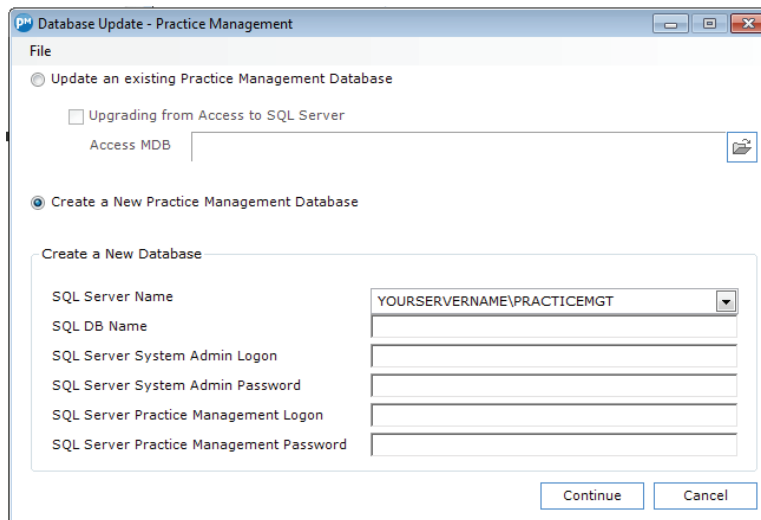 PM Database Update - Practice Management
File
Update an existing Practice Management Database
Upgrading from Access to SQL Server
Access MDB
Create a New Practice Management Database
Create a New Database
SQL Server Name YOURSERVERNAME\PRACTICEMGT
SQL DB Name
SQL Server System Admin Logon
SQL Server System Admin Password
SQL Server Practice Management Logon
SQL Server Practice Management Password
Continue Cancel